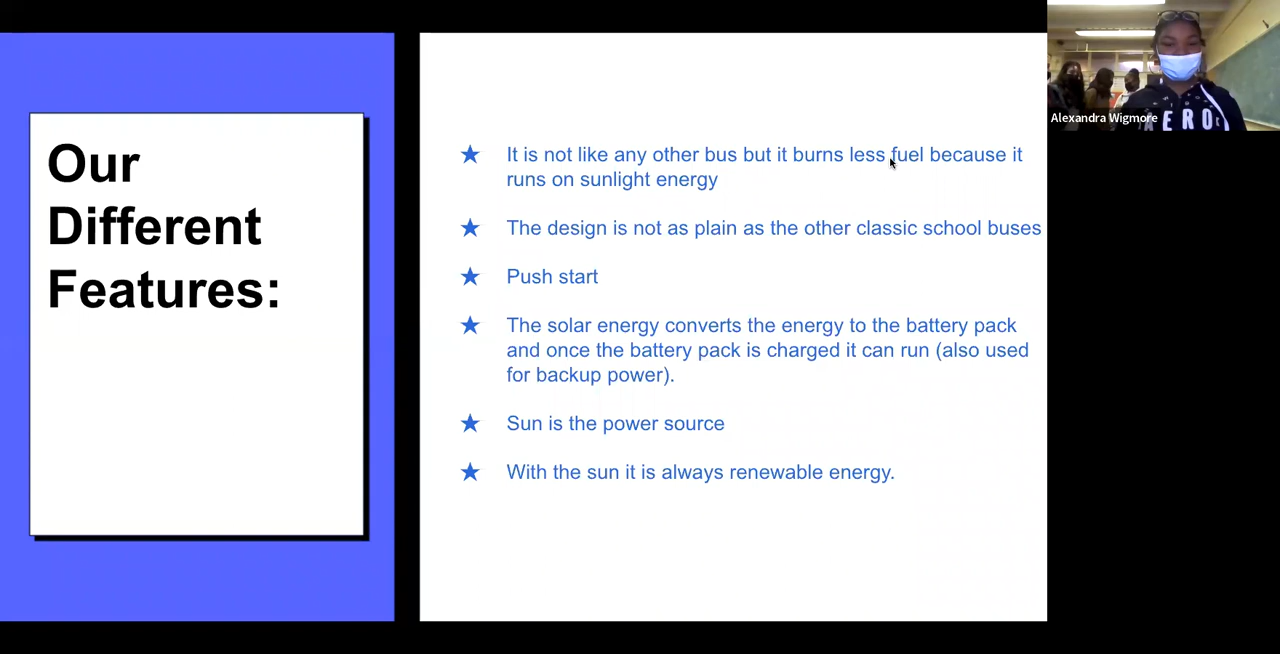 Our
Different
Features:
★ It is not like any other bus but it burns less fuel because it
runs on sunlight energy
★ The design is not as plain as the other classic school buses
★ Push start
★ The solar energy converts the energy to the battery pack
and once the battery pack is charged it can run (also used
for backup power).
★ Sun is the power source
★ With the sun it is always renewable energy.
Alexandra Wigmore
ERO